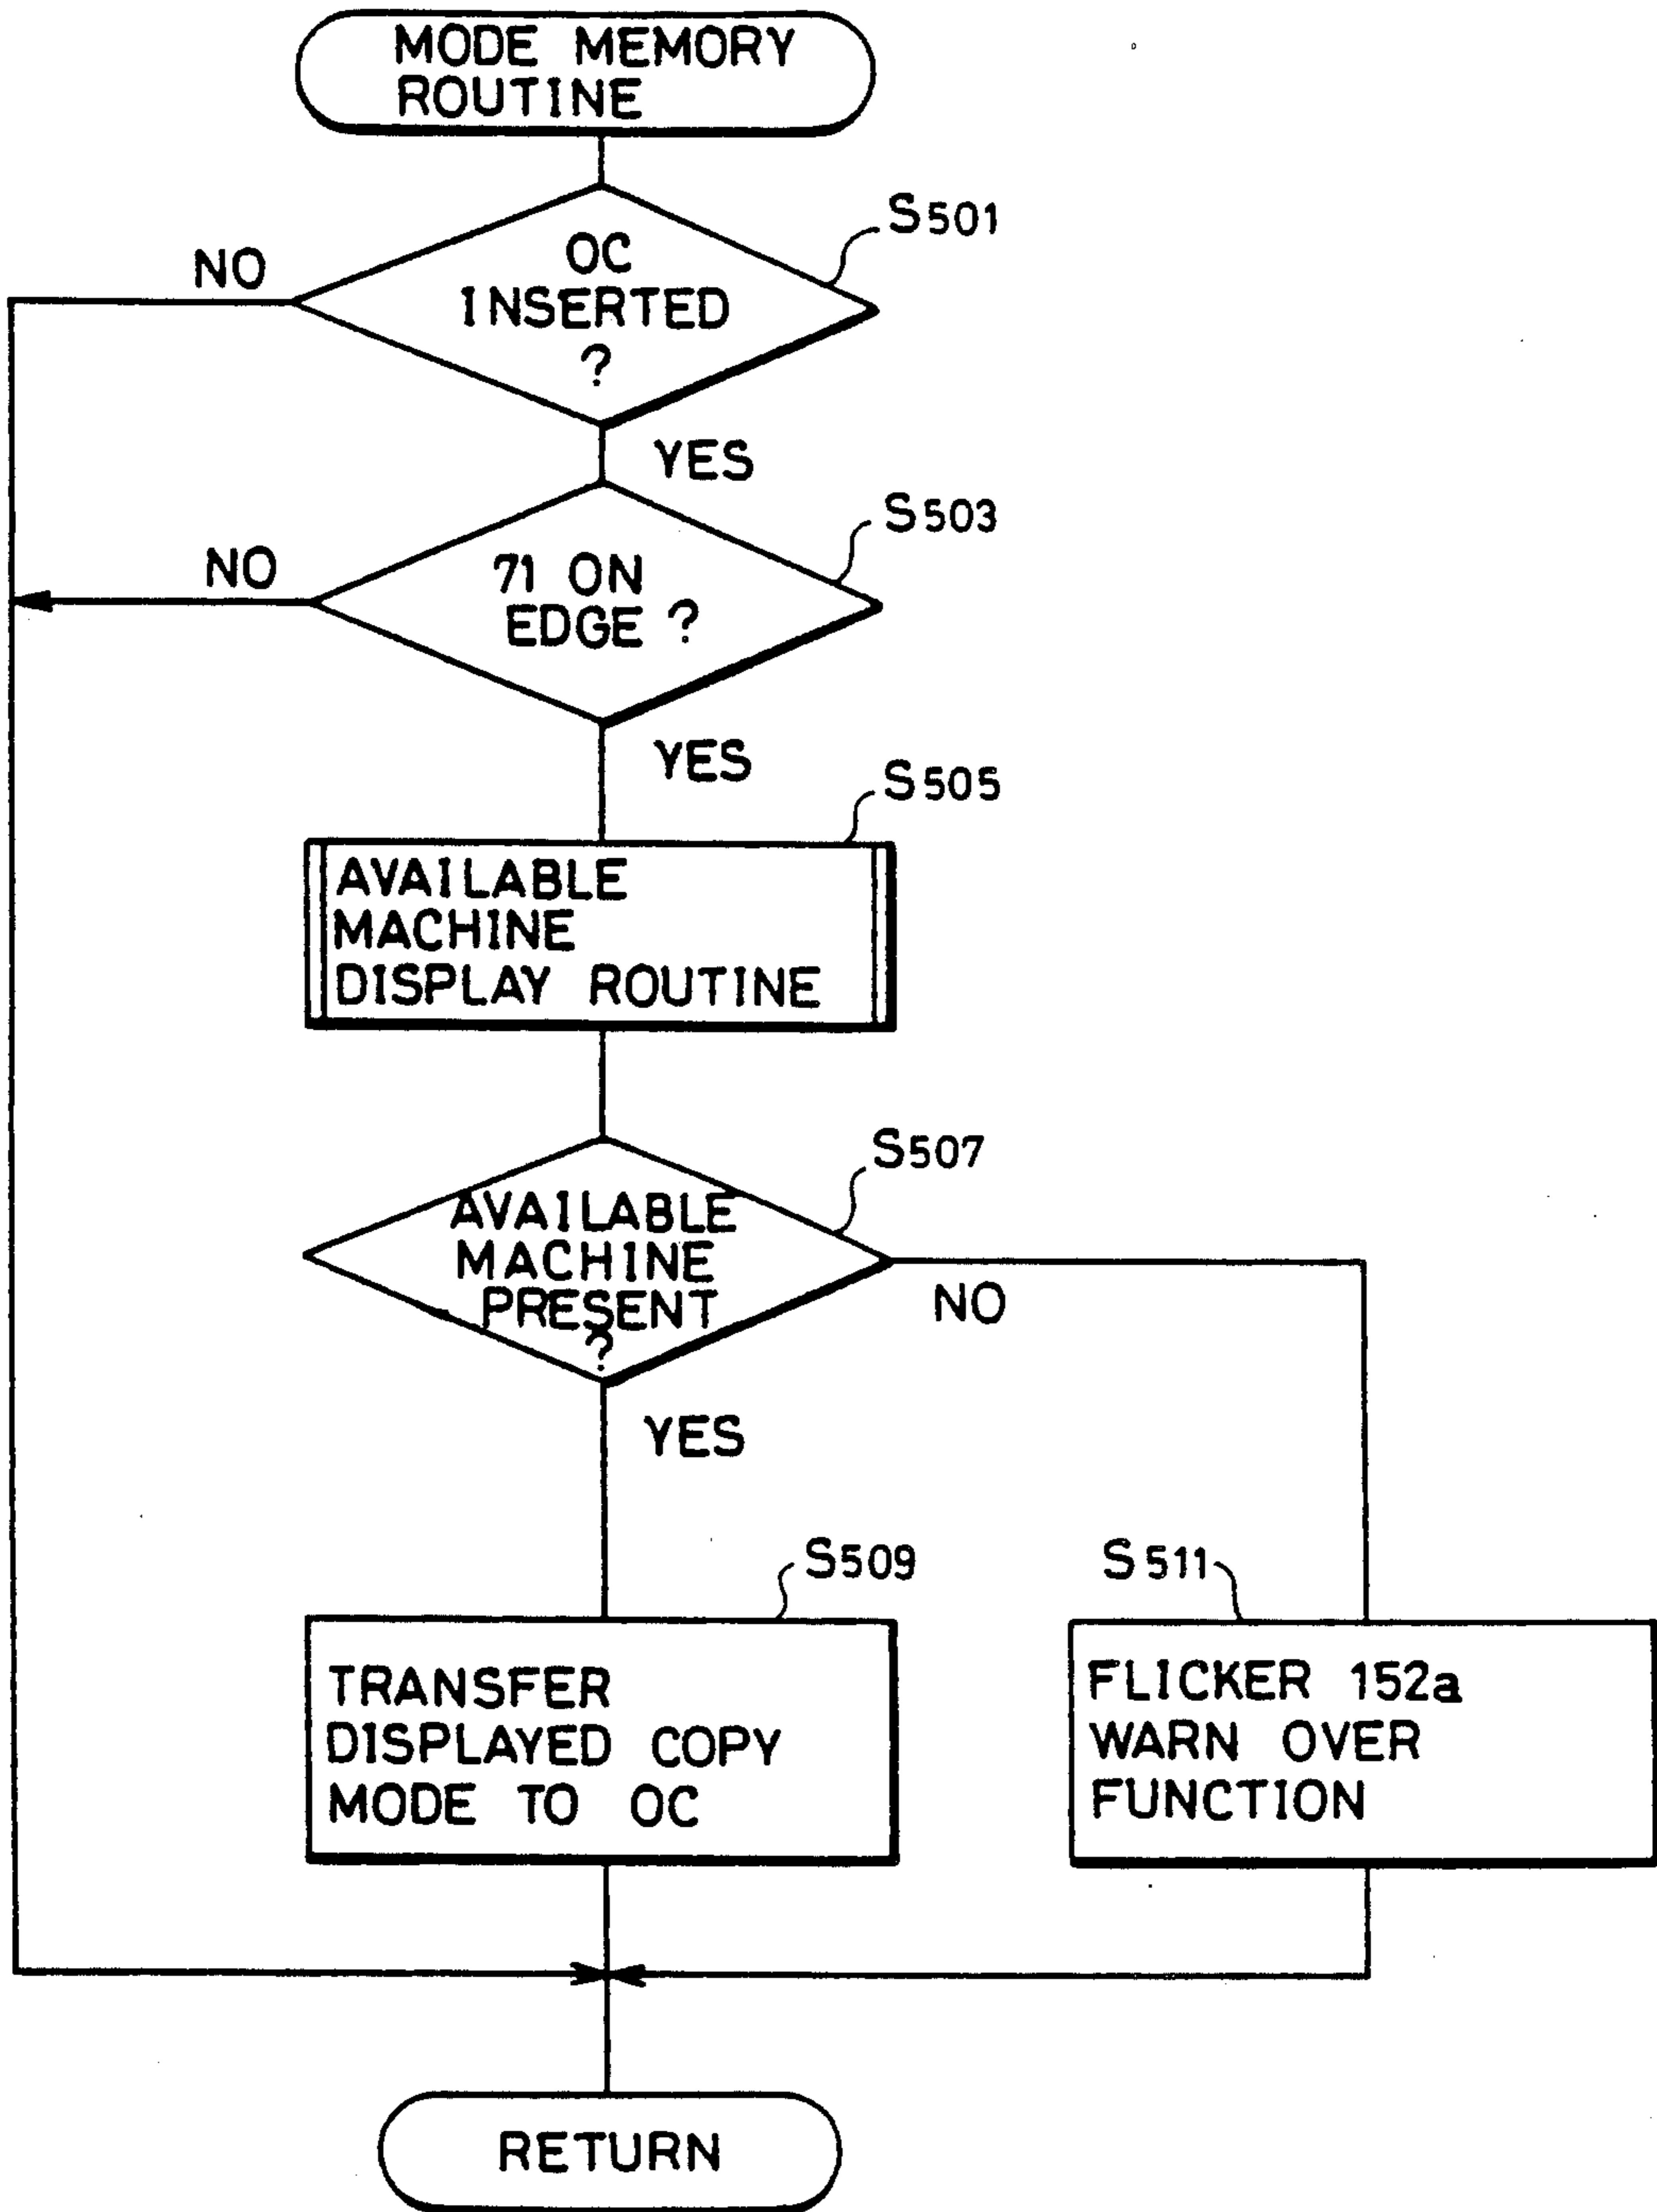 MODE MEMORY
ROUTINE
S501
NO
OC
INSERTED
?
YES
S503
NO
71 ON
EDGE ?
YES
S505
AVAILABLE
MACHINE
DISPLAY ROUTINE
S507
AVAILABLE
MACHINE
PRESENT
?
NO
YES
S509
S511
TRANSFER
DISPLAYED COPY
MODE TO OC
FLICKER 152a
WARN OVER
FUNCTION
RETURN